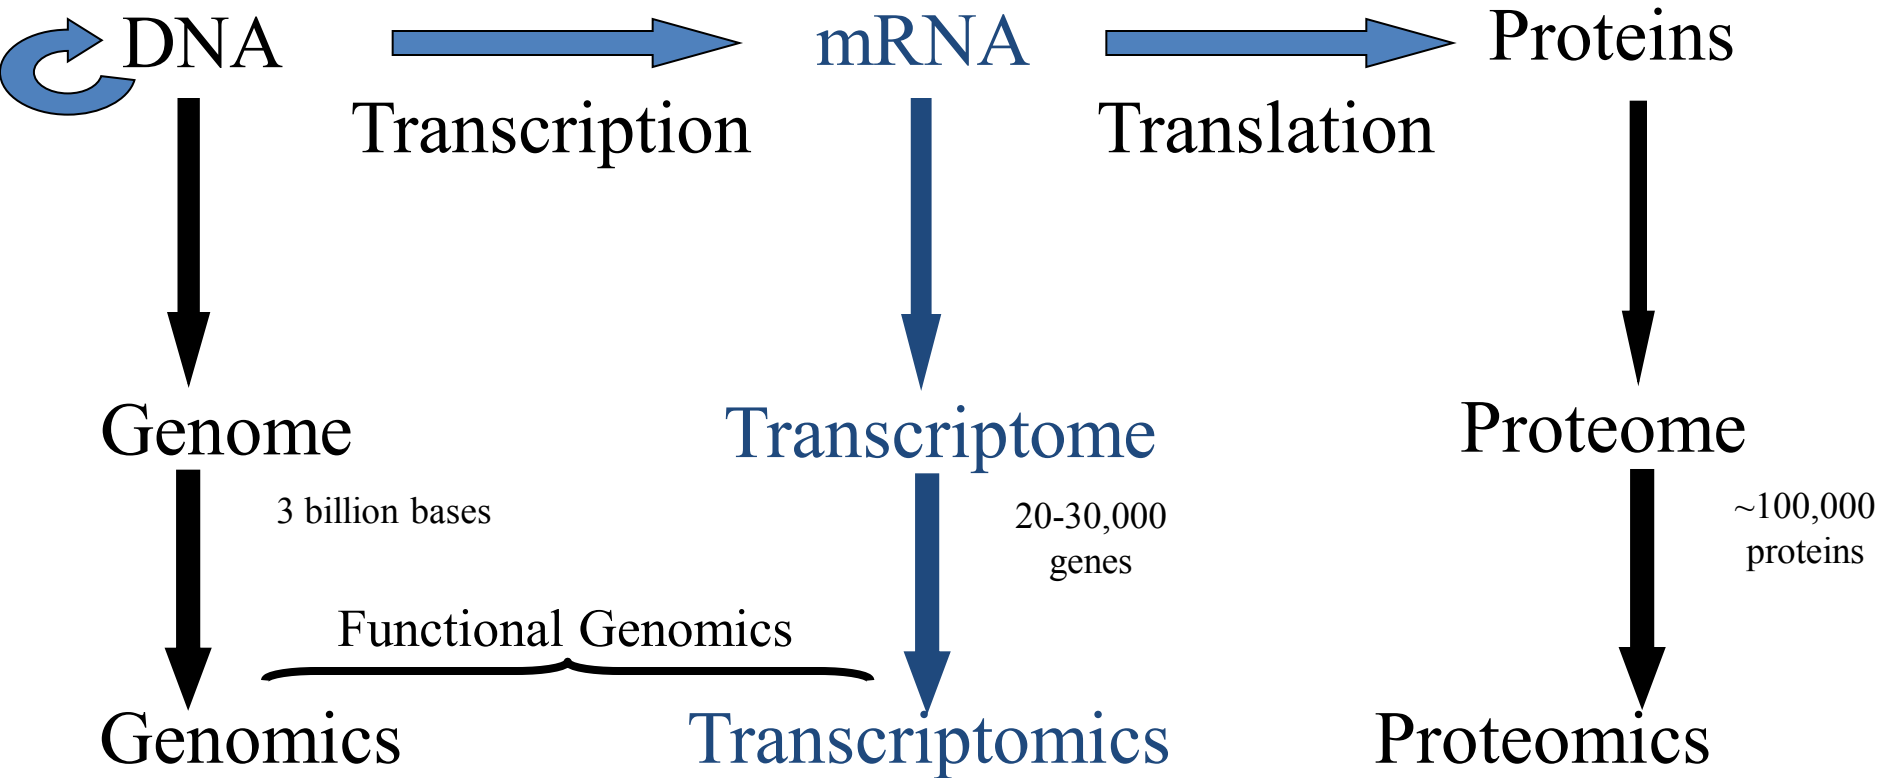 DNA
mRNA
Proteins
Transcription
Translation
Genome
Transcriptome
Proteome
3 billion bases
20-30,000
genes
~100,000
proteins
Functional Genomics
Genomics
Transcriptomics
Proteomics